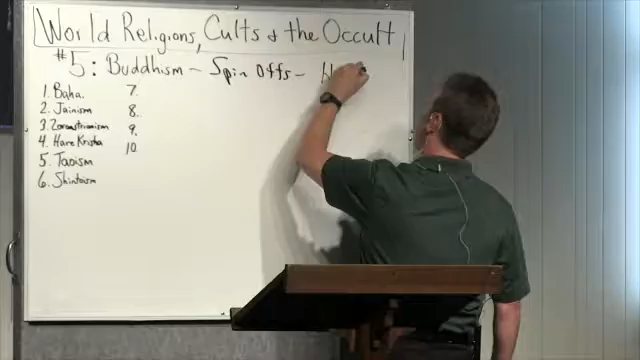 World Religions, Cults & the Occult
#5: Buddhism - Spin Offs - H
1. Baha.
2. Jainism
3. Zoroastrianism
4. Hare Krisha
5. Taoism
6. Shintoism
7.
8.
9.
10.